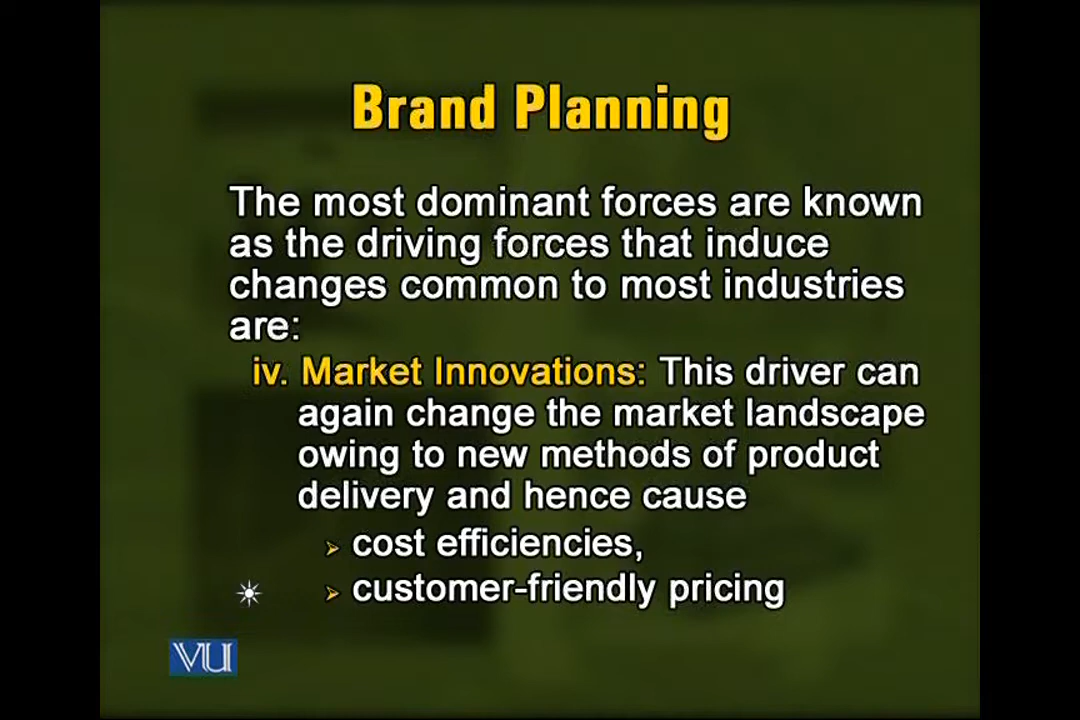 Brand Planning
The most dominant forces are known
as the driving forces that induce
changes common to most industries
are:
iv. Market Innovations: This driver can
again change the market landscape
owing to new methods of product
delivery and hence cause
➢ cost efficiencies,
➢ customer-friendly pricing
VU